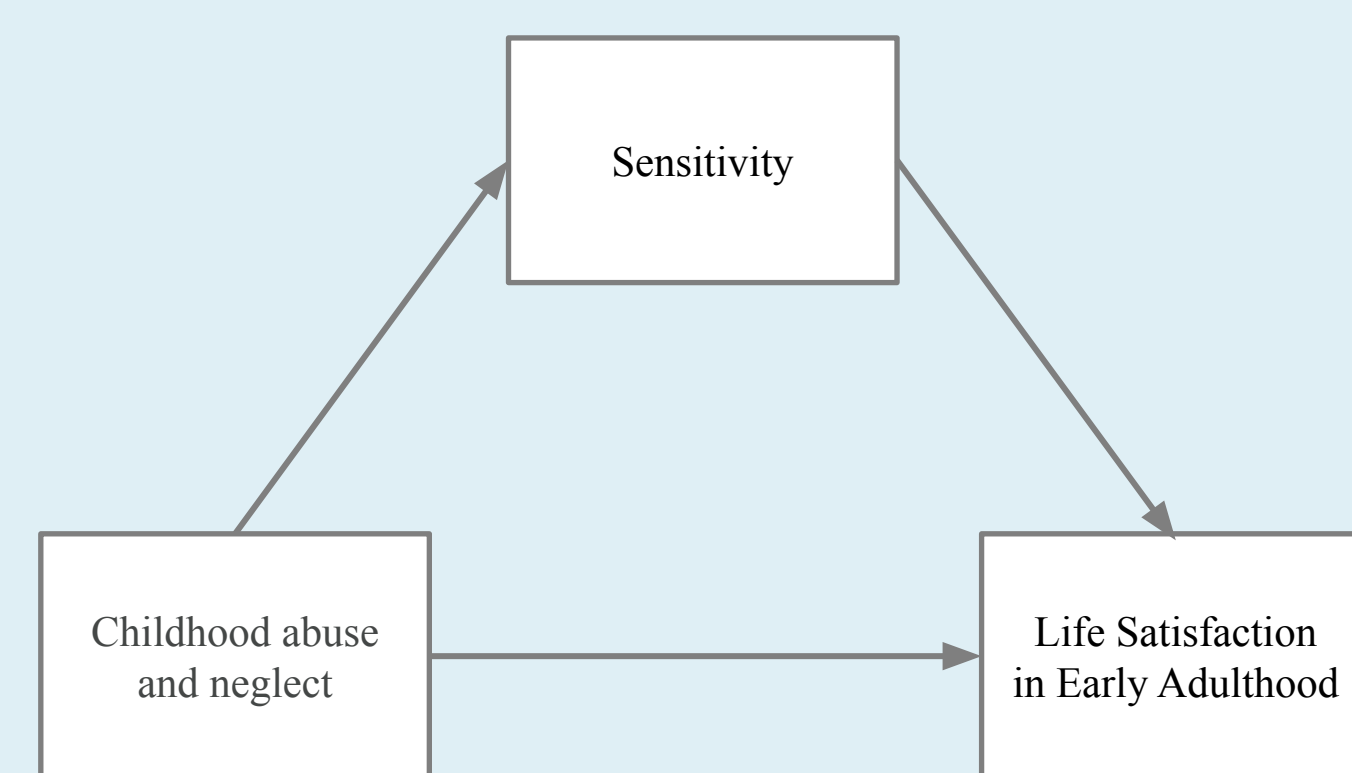 Sensitivity
Childhood abuse
and neglect
Life Satisfaction
in Early Adulthood